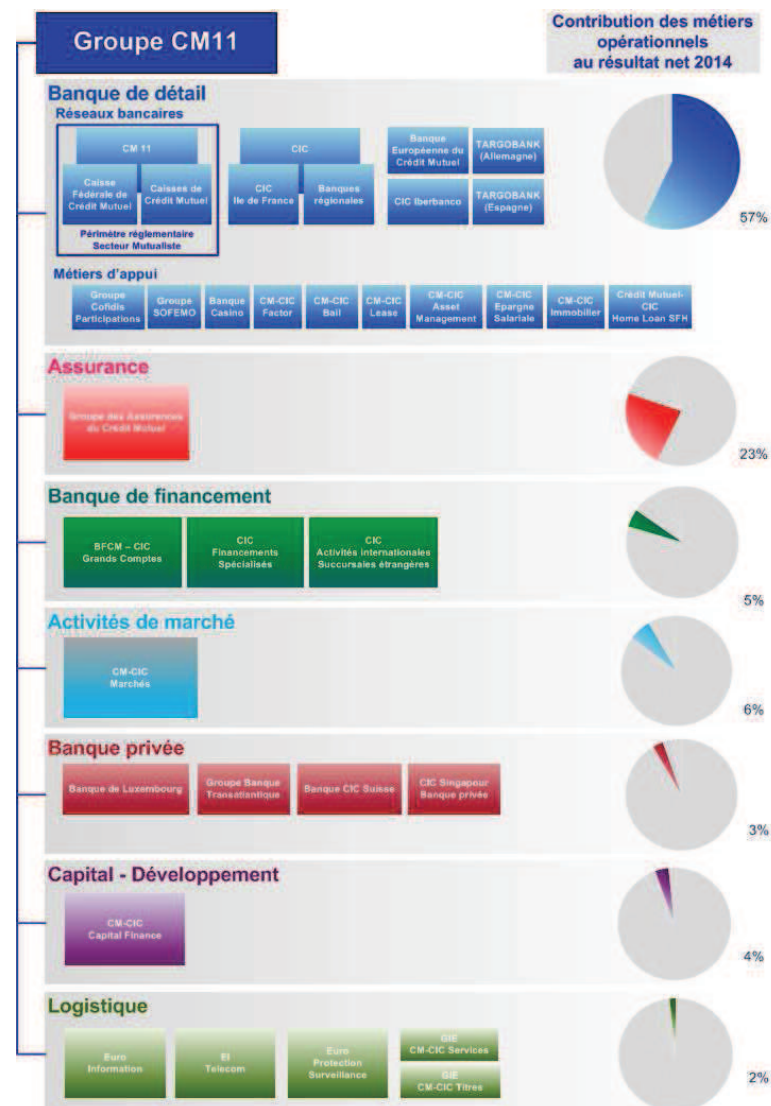 Groupe CM11
Contribution des métiers
opérationnels
au résultat net 2014
Banque de détail
Réseaux bancaires
CM 11
Caisse
Fédérale de
Crédit Mutuel
Caisses de
Crédit Mutuel
Périmètre réglementaire
Secteur Mutualiste
CIC
CIC
Ile de France
Banques
régionales
Banque
Européenne du
Crédit Mutuel
TARGOBANK
(Allemagne)
CIC Iberbanco
TARGOBANK
(Espagne)
57%
Métiers d'appui
Groupe
Cofidis
Participations
Groupe
SOFEMO
Banque
Casino
CM-CIC
Factor
CM-CIC
Bail
CM-CIC
Lease
CM-CIC
Asset
Management
CM-CIC
Epargne
Salariale
CM-CIC
Immobilier
Crédit Mutuel-
CIC
Home Loan SFH
Assurance
Groupe des Assurances
du Crédit Mutuel
23%
Banque de financement
BFCM – CIC
Grands Comptes
CIC
Financements
Spécialisés
CIC
Activités internationales
Succursales étrangères
5%
Activités de marché
CM-CIC
Marchés
6%
Banque privée
Banque de Luxembourg
Groupe Banque
Transatlantique
Banque CIC Suisse
CIC Singapour
Banque privée
3%
Capital - Développement
CM-CIC
Capital Finance
4%
Logistique
Euro
Information
EI
Telecom
Euro
Protection
Surveillance
GIE
CM-CIC Services
GIE
CM-CIC Titres
2%